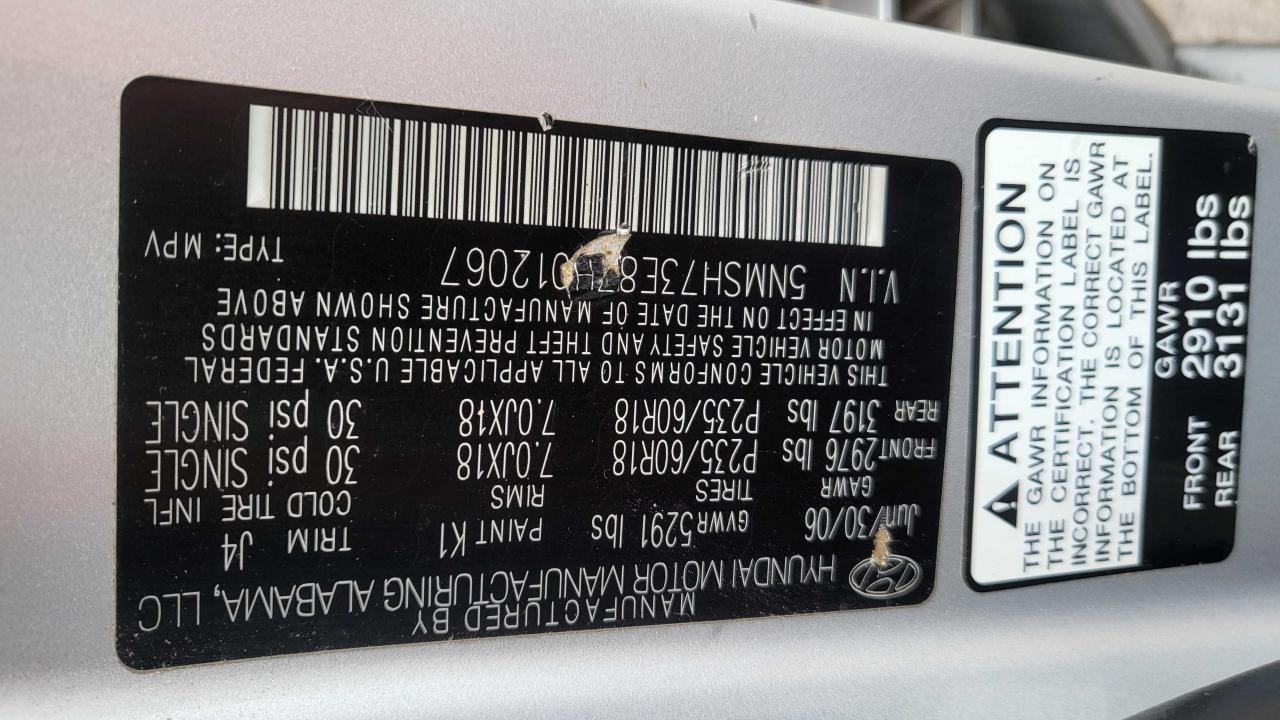 MANUFACTURED BY
HYUNDAI MOTOR MANUFACTURING ALABAMA, LLC
Jun/30/06 GVWR 5291 lbs PAINT K1 TRIM J4
GAWR TIRES RIMS COLD TIRE INFL
FRONT 2976 lbs P235/60R18 7.0JX18 30 psi SINGLE
REAR 3197 lbs P235/60R18 7.0JX18 30 psi SINGLE
THIS VEHICLE CONFORMS TO ALL APPLICABLE U.S.A. FEDERAL
MOTOR VEHICLE SAFETY AND THEFT PREVENTION STANDARDS
IN EFFECT ON THE DATE OF MANUFACTURE SHOWN ABOVE
V.I.N 5NMSH73E87H012067 TYPE: MPV
ATTENTION
THE GAWR INFORMATION ON
THE CERTIFICATION LABEL IS
INCORRECT. THE CORRECT GAWR
INFORMATION IS LOCATED AT
THE BOTTOM OF THIS LABEL.
GAWR
FRONT 2910 lbs
REAR 3131 lbs